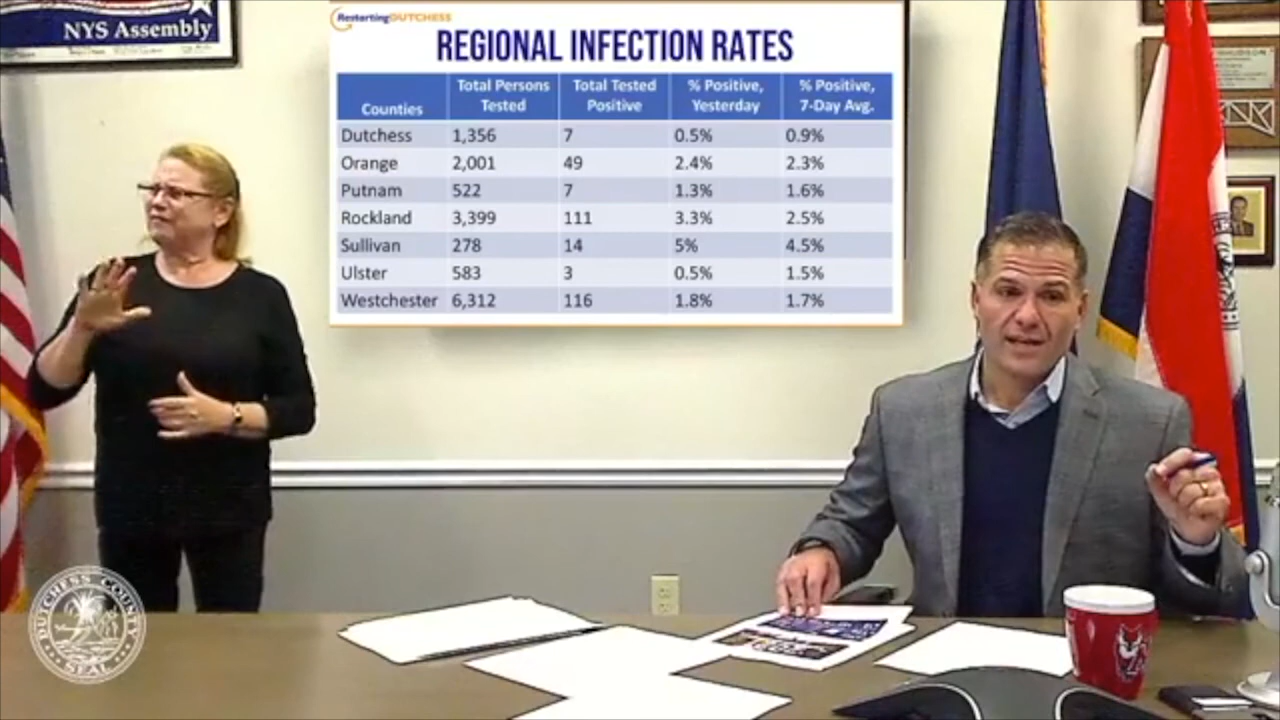 NYS Assembly
RestartingDUTCHESS
REGIONAL INFECTION RATES
Counties Total Persons Tested Total Tested Positive % Positive, Yesterday % Positive, 7-Day Avg.
Dutchess 1,356 7 0.5% 0.9%
Orange 2,001 49 2.4% 2.3%
Putnam 522 7 1.3% 1.6%
Rockland 3,399 111 3.3% 2.5%
Sullivan 278 14 5% 4.5%
Ulster 583 3 0.5% 1.5%
Westchester 6,312 116 1.8% 1.7%
DUTCHESS COUNTY
SEAL